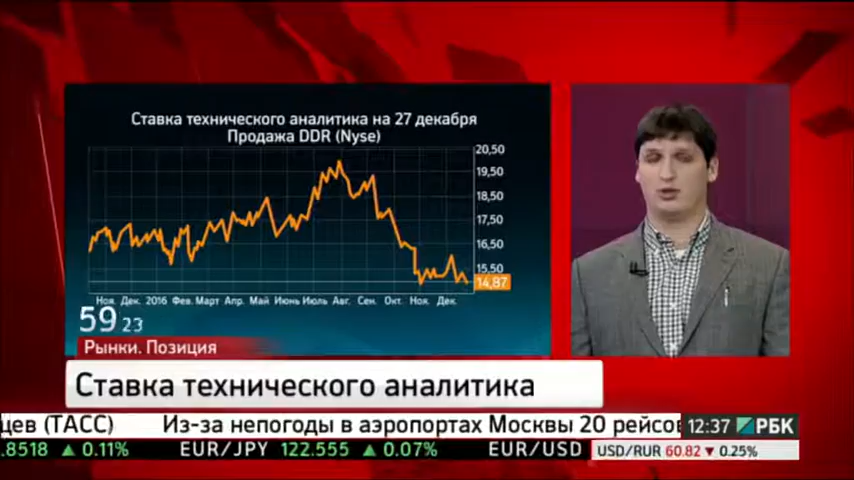 Ставка технического аналитика на 27 декабря
Продажа DDR (Nyse)
20,50
19,50
18,50
17,50
16,50
15,50
14,87
Ноя. Дек. 2016 Фев. Март Апр. Май Июнь Июль Авг. Сен. Окт. Ноя. Дек.
59 23
Рынки. Позиция
Ставка технического аналитика
цев (ТАСС) Из-за непогоды в аэропортах Москвы 20 рейсов
12:37 РБК
.8518 ▲ 0.11% EUR/JPY 122.555 ▲ 0.07% EUR/USD
USD/RUR 60.82 ▼ 0.25%